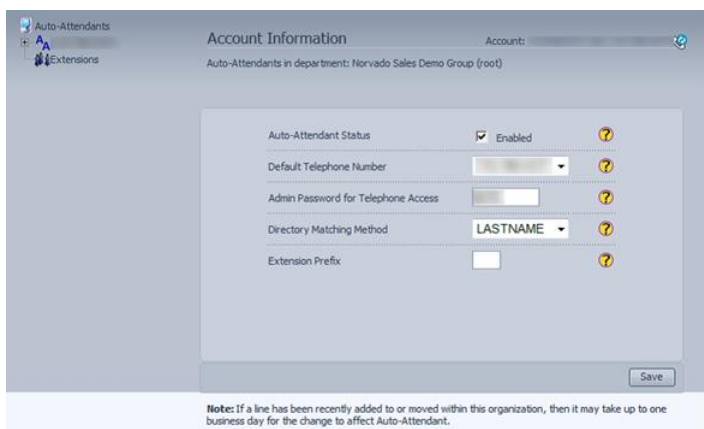 Auto-Attendants
AA
Extensions
Account Information
Account:
Auto-Attendants in department: Norvado Sales Demo Group (root)
Auto-Attendant Status
Enabled
?
Default Telephone Number
?
Admin Password for Telephone Access
?
Directory Matching Method
LASTNAME
?
Extension Prefix
?
Save
Note: If a line has been recently added to or moved within this organization, then it may take up to one
business day for the change to affect Auto-Attendant.